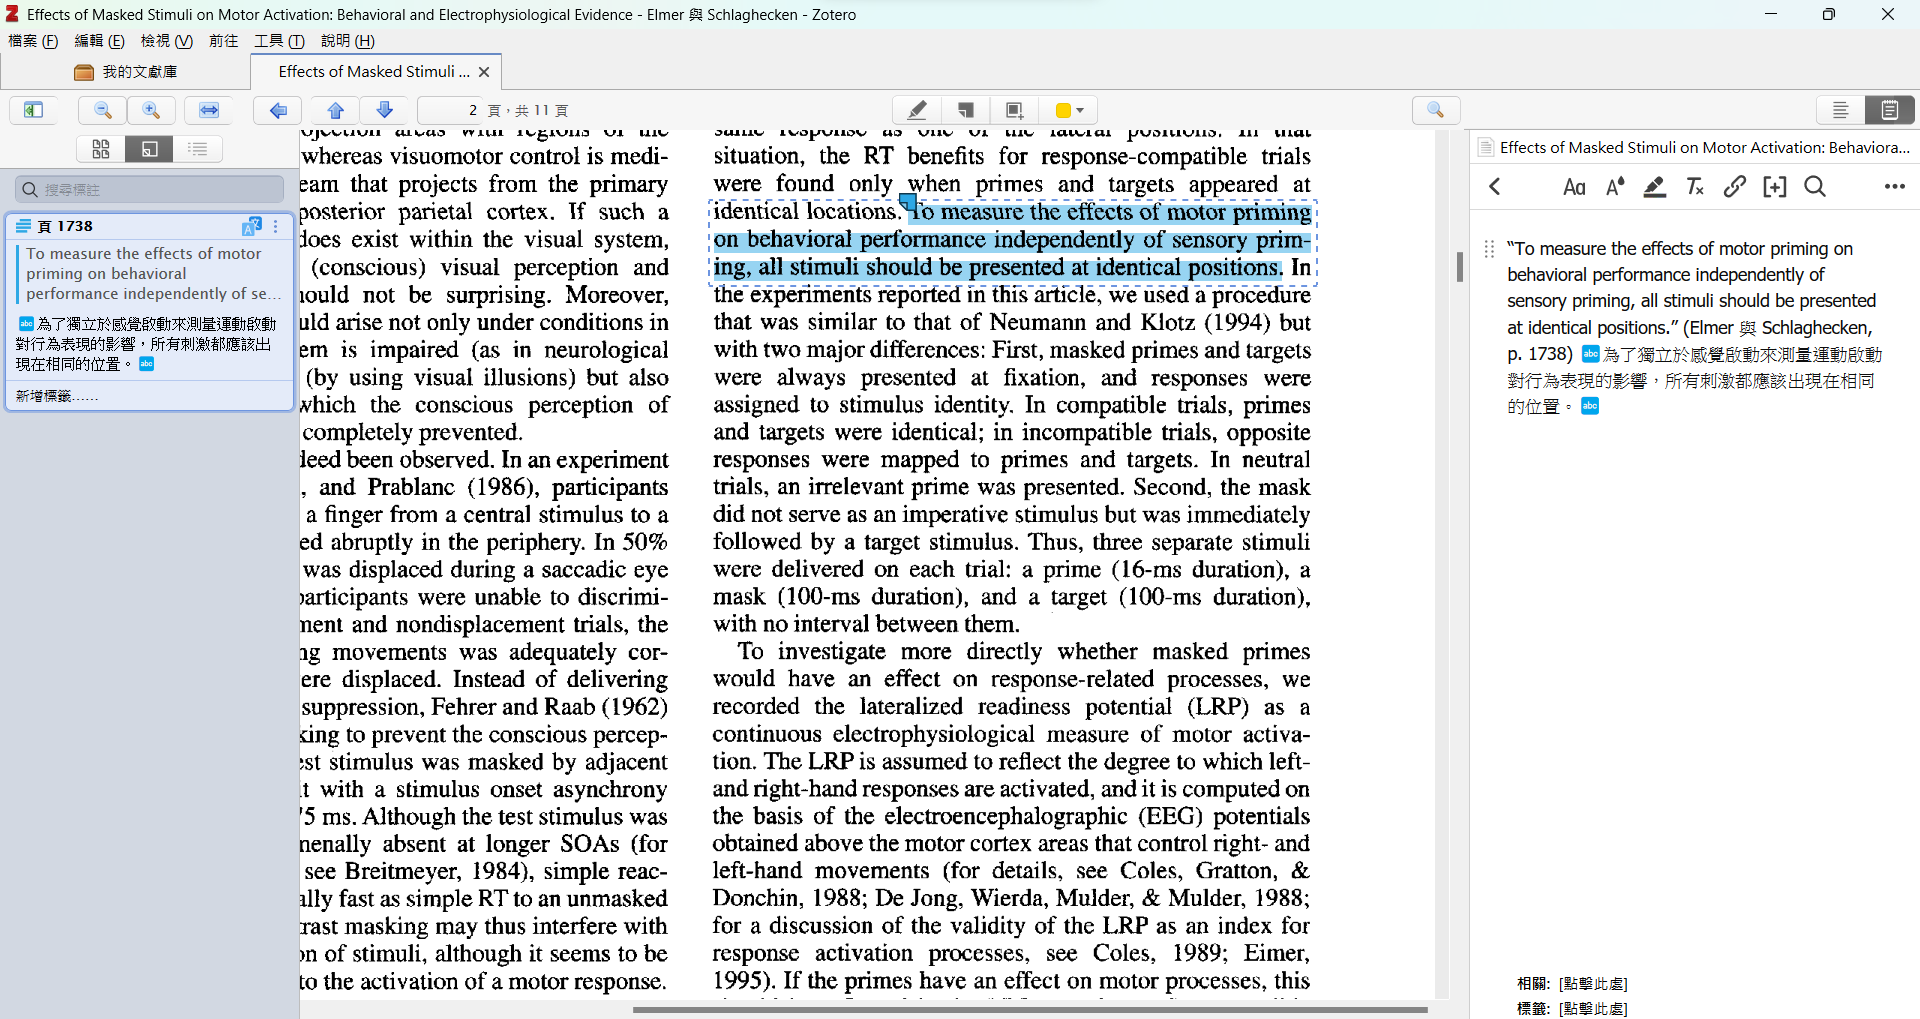 Effects of Masked Stimuli on Motor Activation: Behavioral and Electrophysiological Evidence - Elmer 與 Schlaghecken - Zotero
檔案 (F) 編輯 (E) 檢視 (V) 前往 工具 (T) 說明 (H)
我的文獻庫
Effects of Masked Stimuli ...
2 頁，共 11 頁
搜尋標註
頁 1738
To measure the effects of motor
priming on behavioral
performance independently of se...
abc 為了獨立於感覺啟動來測量運動啟動
對行為表現的影響，所有刺激都應該出
現在相同的位置。 abc
新增標籤......
ojection areas with regions of the
whereas visuomotor control is medi-
eam that projects from the primary
posterior parietal cortex. If such a
does exist within the visual system,
(conscious) visual perception and
ould not be surprising. Moreover,
uld arise not only under conditions in
em is impaired (as in neurological
(by using visual illusions) but also
which the conscious perception of
completely prevented.
deed been observed. In an experiment
, and Prablanc (1986), participants
a finger from a central stimulus to a
ed abruptly in the periphery. In 50%
was displaced during a saccadic eye
participants were unable to discrimi-
ment and nondisplacement trials, the
ng movements was adequately cor-
ere displaced. Instead of delivering
suppression, Fehrer and Raab (1962)
king to prevent the conscious percep-
est stimulus was masked by adjacent
t with a stimulus onset asynchrony
75 ms. Although the test stimulus was
menally absent at longer SOAs (for
see Breitmeyer, 1984), simple reac-
ally fast as simple RT to an unmasked
rast masking may thus interfere with
on of stimuli, although it seems to be
to the activation of a motor response.
same response as one of the lateral positions. In that
situation, the RT benefits for response-compatible trials
were found only when primes and targets appeared at
identical locations. To measure the effects of motor priming
on behavioral performance independently of sensory prim-
ing, all stimuli should be presented at identical positions. In
the experiments reported in this article, we used a procedure
that was similar to that of Neumann and Klotz (1994) but
with two major differences: First, masked primes and targets
were always presented at fixation, and responses were
assigned to stimulus identity. In compatible trials, primes
and targets were identical; in incompatible trials, opposite
responses were mapped to primes and targets. In neutral
trials, an irrelevant prime was presented. Second, the mask
did not serve as an imperative stimulus but was immediately
followed by a target stimulus. Thus, three separate stimuli
were delivered on each trial: a prime (16-ms duration), a
mask (100-ms duration), and a target (100-ms duration),
with no interval between them.
To investigate more directly whether masked primes
would have an effect on response-related processes, we
recorded the lateralized readiness potential (LRP) as a
continuous electrophysiological measure of motor activa-
tion. The LRP is assumed to reflect the degree to which left-
and right-hand responses are activated, and it is computed on
the basis of the electroencephalographic (EEG) potentials
obtained above the motor cortex areas that control right- and
left-hand movements (for details, see Coles, Gratton, &
Donchin, 1988; De Jong, Wierda, Mulder, & Mulder, 1988;
for a discussion of the validity of the LRP as an index for
response activation processes, see Coles, 1989; Eimer,
1995). If the primes have an effect on motor processes, this
Effects of Masked Stimuli on Motor Activation: Behaviora...
“To measure the effects of motor priming on
behavioral performance independently of
sensory priming, all stimuli should be presented
at identical positions.” (Elmer 與 Schlaghecken,
p. 1738) abc 為了獨立於感覺啟動來測量運動啟動
對行為表現的影響，所有刺激都應該出現在相同
的位置。 abc
相關: [點擊此處]
標籤: [點擊此處]